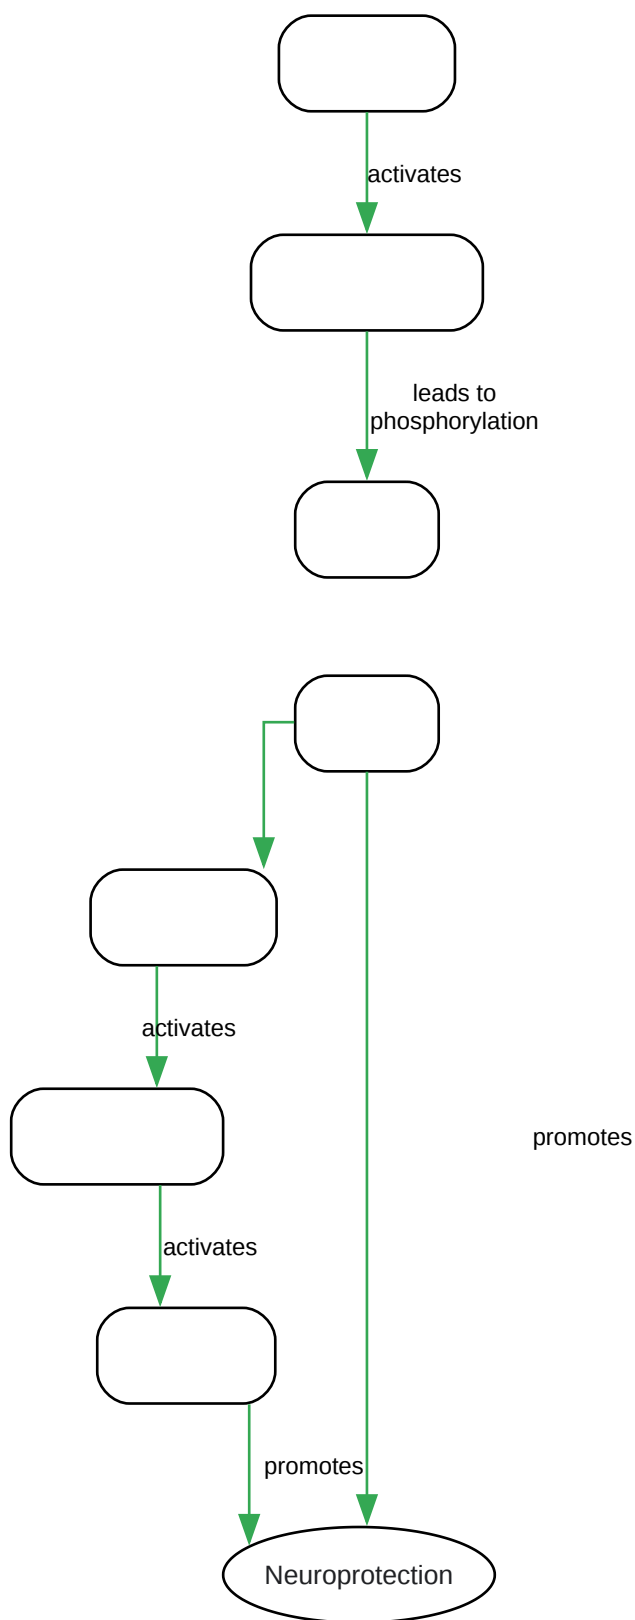 activates
leads to
phosphorylation
activates
promotes
activates
promotes
Neuroprotection